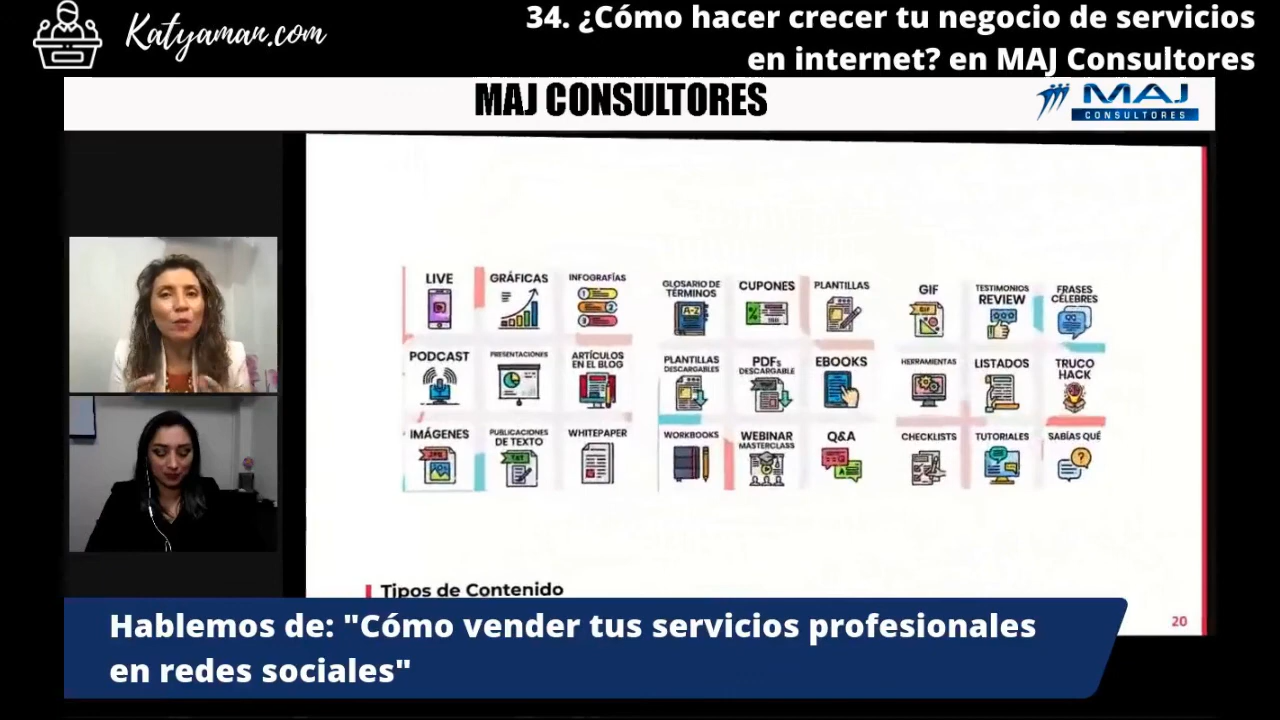 Katyaman.com
34. ¿Cómo hacer crecer tu negocio de servicios
en internet? en MAJ Consultores
MAJ CONSULTORES
MAJ
CONSULTORES
LIVE
GRÁFICAS
INFOGRAFÍAS
GLOSARIO DE
TÉRMINOS
CUPONES
PLANTILLAS
GIF
TESTIMONIOS
REVIEW
FRASES
CÉLEBRES
PODCAST
PRESENTACIONES
ARTÍCULOS
EN EL BLOG
PLANTILLAS
DESCARGABLES
PDFs
DESCARGABLE
EBOOKS
HERRAMIENTAS
LISTADOS
TRUCO
HACK
IMÁGENES
PUBLICACIONES
DE TEXTO
WHITEPAPER
WORKBOOKS
WEBINAR
MASTERCLASS
Q&A
CHECKLISTS
TUTORIALES
SABÍAS QUÉ
Tipos de Contenido
20
Hablemos de: "Cómo vender tus servicios profesionales
en redes sociales"